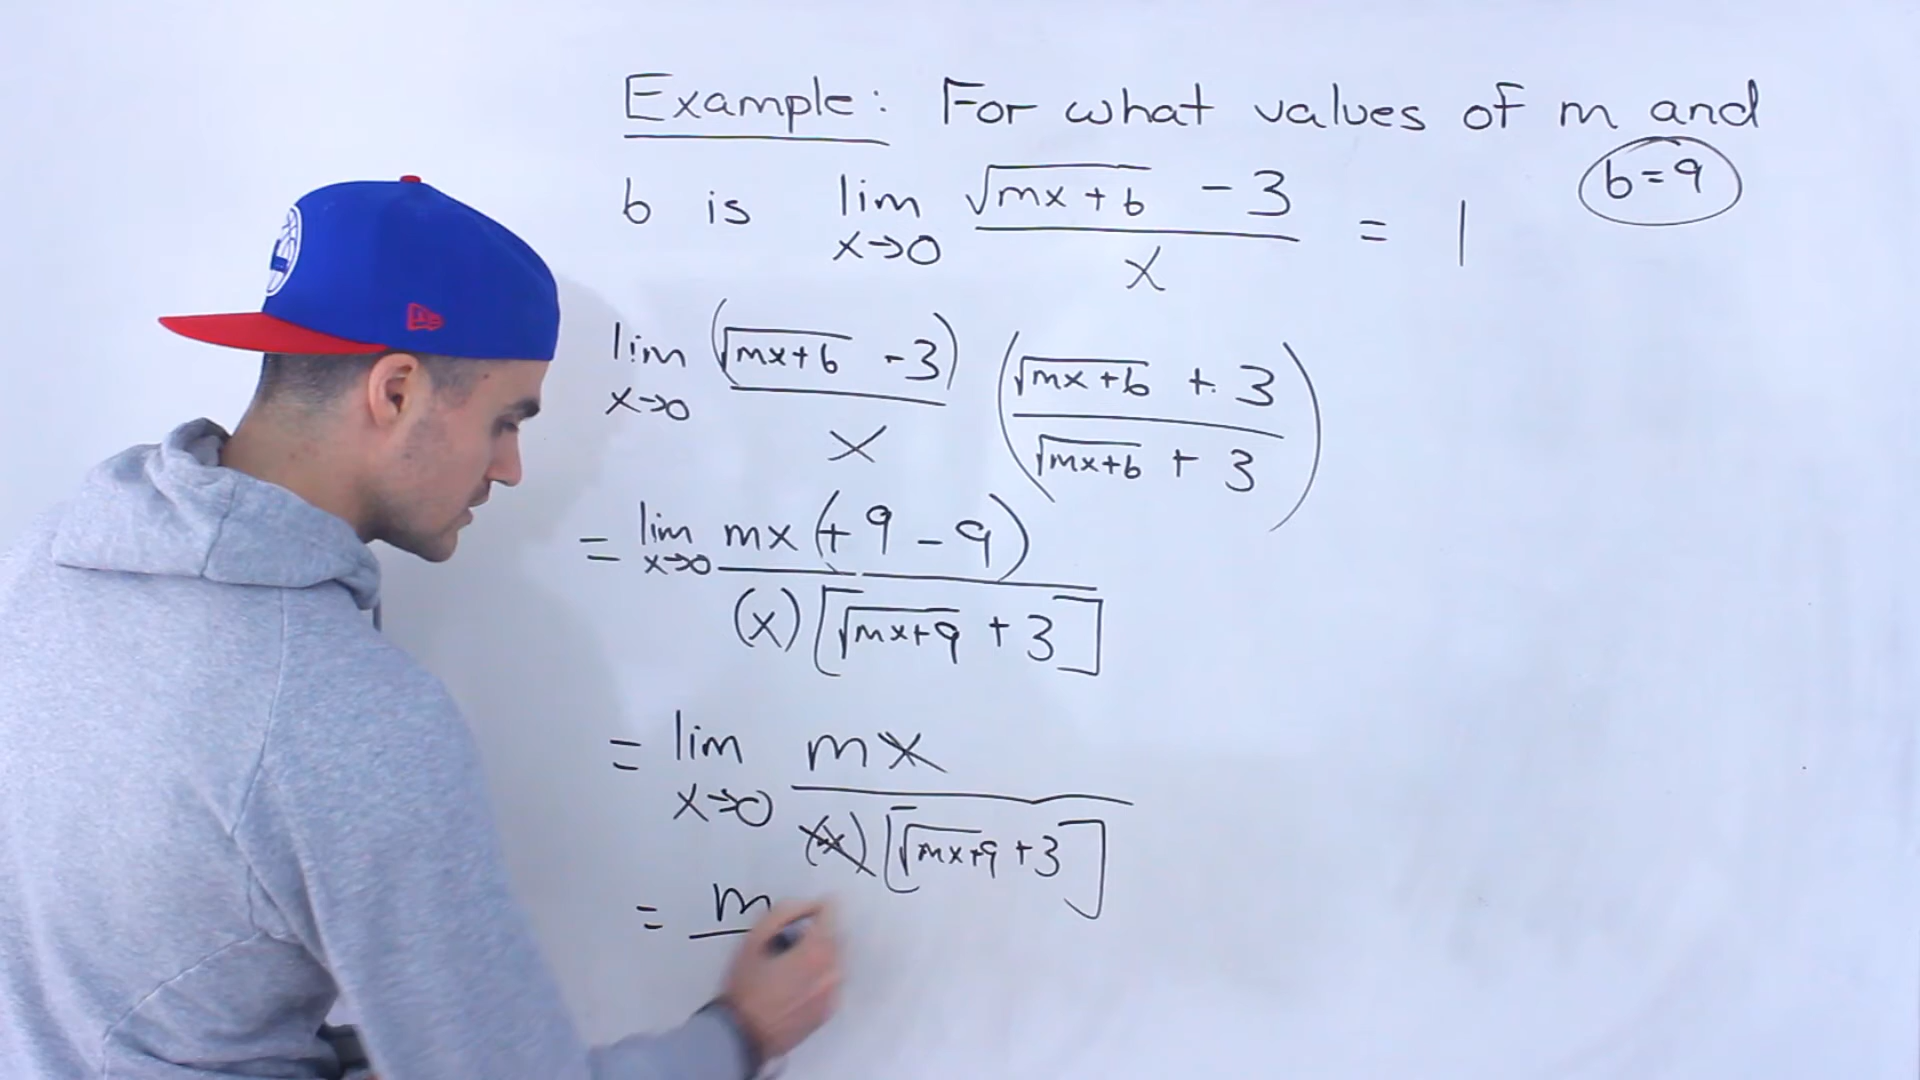 Example: For what values of m and
b is lim x→0 (√(mx+b) - 3)/x = 1
b=9
lim x→0 (√(mx+b) - 3)/x ((√(mx+b) + 3)/(√(mx+b) + 3))
= lim x→0 mx(+9-9)/((x)[√(mx+9) + 3])
= lim x→0 mx/((x)[√(mx+9) + 3])
= m